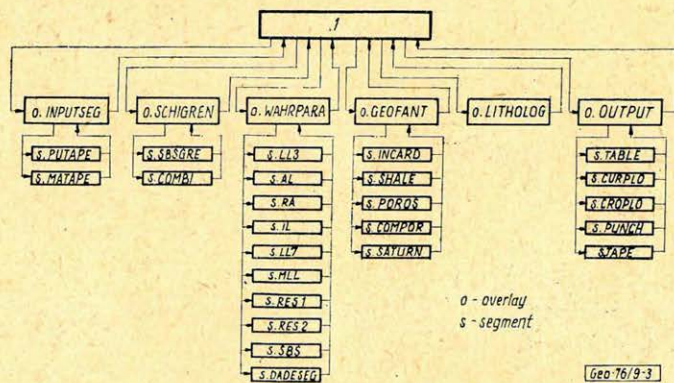 .1
o.INPUTSEG
o.SCHIGREN
o.WAHRPARA
o.GEOFANT
o.LITHOLOG
o.OUTPUT
s.PUTAPE
s.MATAPE
s.SBSGRE
s.COMBI
s.LL3
s.AL
s.RA
s.IL
s.LL7
s.MLL
s.RES1
s.RES2
s.SBS
s.DADESEG
s.INCARD
s.SHALE
s.POROS
s.COMPOR
s.SATURN
s.TABLE
s.CURPLO
s.CROPLO
s.PUNCH
s.TAPE
o - overlay
s - segment
Geo·76/9-3